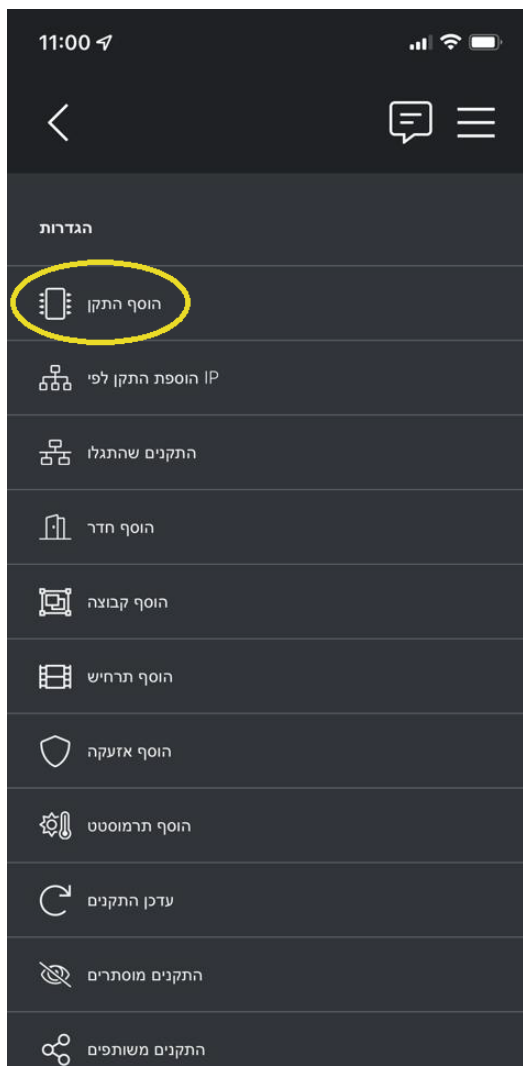 11:00
הגדרות
הוסף התקן
הוספת התקן לפי IP
התקנים שהתגלו
הוסף חדר
הוסף קבוצה
הוסף תרחיש
הוסף אזעקה
הוסף תרמוסטט
עדכן התקנים
התקנים מוסתרים
התקנים משותפים